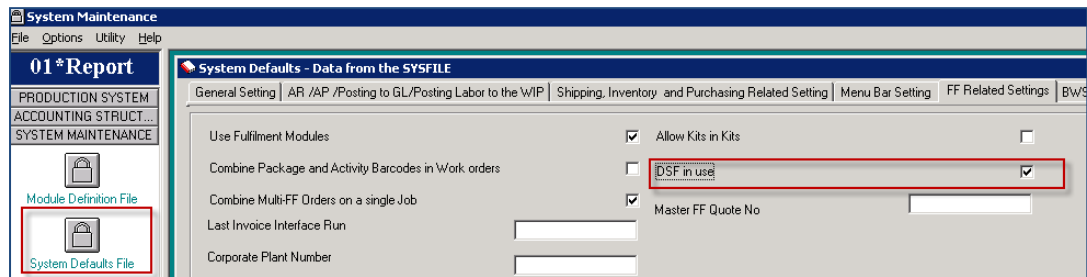 System Maintenance
File Options Utility Help
01*Report
PRODUCTION SYSTEM
ACCOUNTING STRUCT...
SYSTEM MAINTENANCE
Module Definition File
System Defaults File
System Defaults - Data from the SYSFILE
General Setting AR /AP /Posting to GL/Posting Labor to the WIP Shipping, Inventory and Purchasing Related Setting Menu Bar Setting FF Related Settings BWS
Use Fulfilment Modules Allow Kits in Kits
Combine Package and Activity Barcodes in Work orders DSF in use
Combine Multi-FF Orders on a single Job Master FF Quote No
Last Invoice Interface Run
Corporate Plant Number